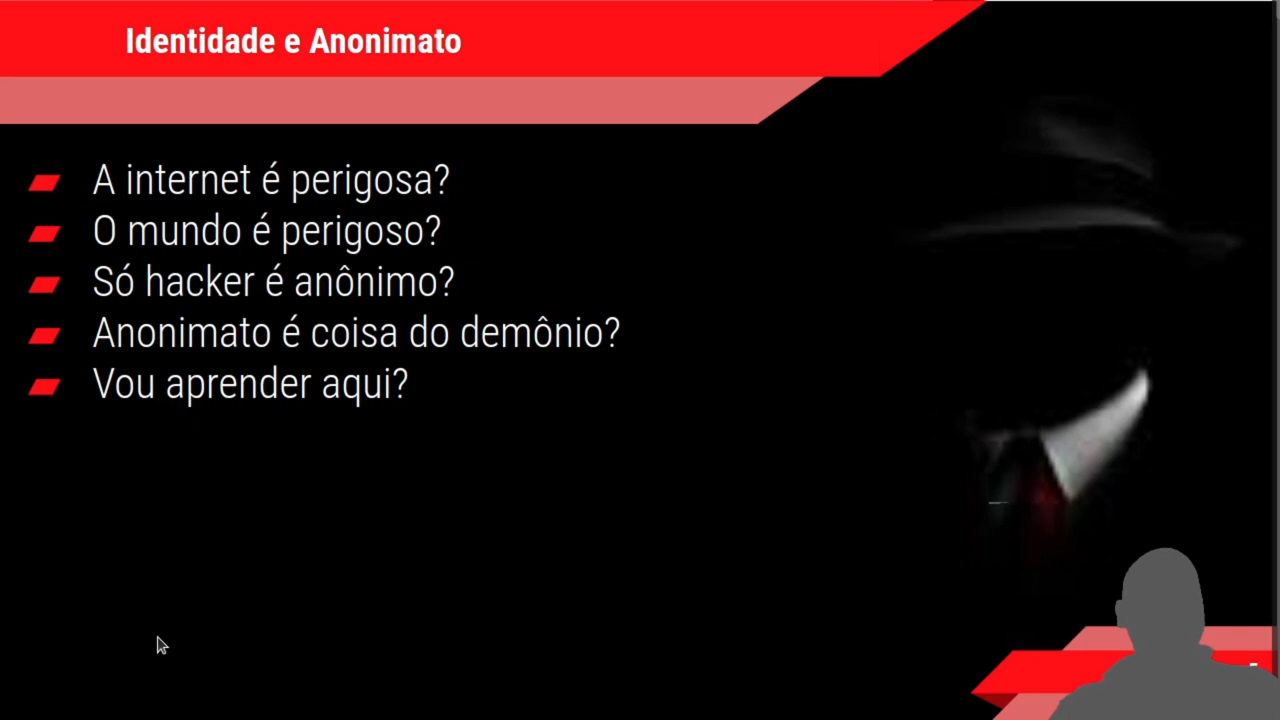 Identidade e Anonimato
A internet é perigosa?
O mundo é perigoso?
Só hacker é anônimo?
Anonimato é coisa do demônio?
Vou aprender aqui?